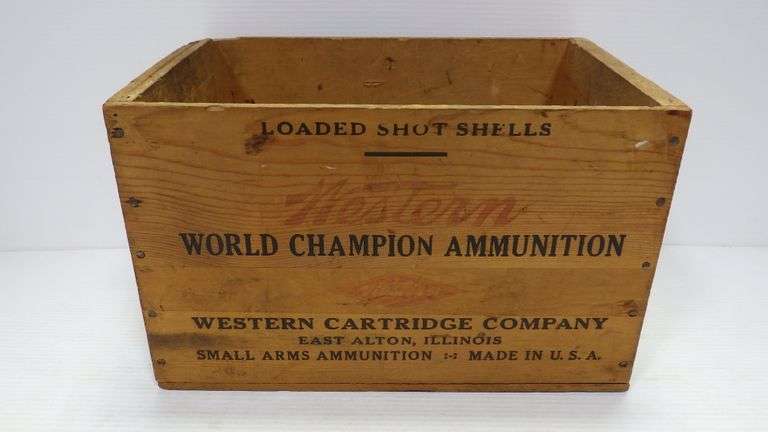 LOADED SHOT SHELLS
Western
WORLD CHAMPION AMMUNITION
WESTERN CARTRIDGE COMPANY
EAST ALTON, ILLINOIS
SMALL ARMS AMMUNITION :-: MADE IN U.S.A.